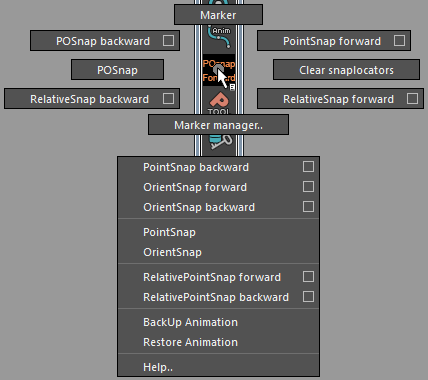 Marker
Anim
POSnap backward
PointSnap forward
POsnap
Forward
POSnap
Clear snaplocators
RelativeSnap backward
RelativeSnap forward
TOOL
Marker manager..
PointSnap backward
OrientSnap forward
OrientSnap backward
PointSnap
OrientSnap
RelativePointSnap forward
RelativePointSnap backward
BackUp Animation
Restore Animation
Help..